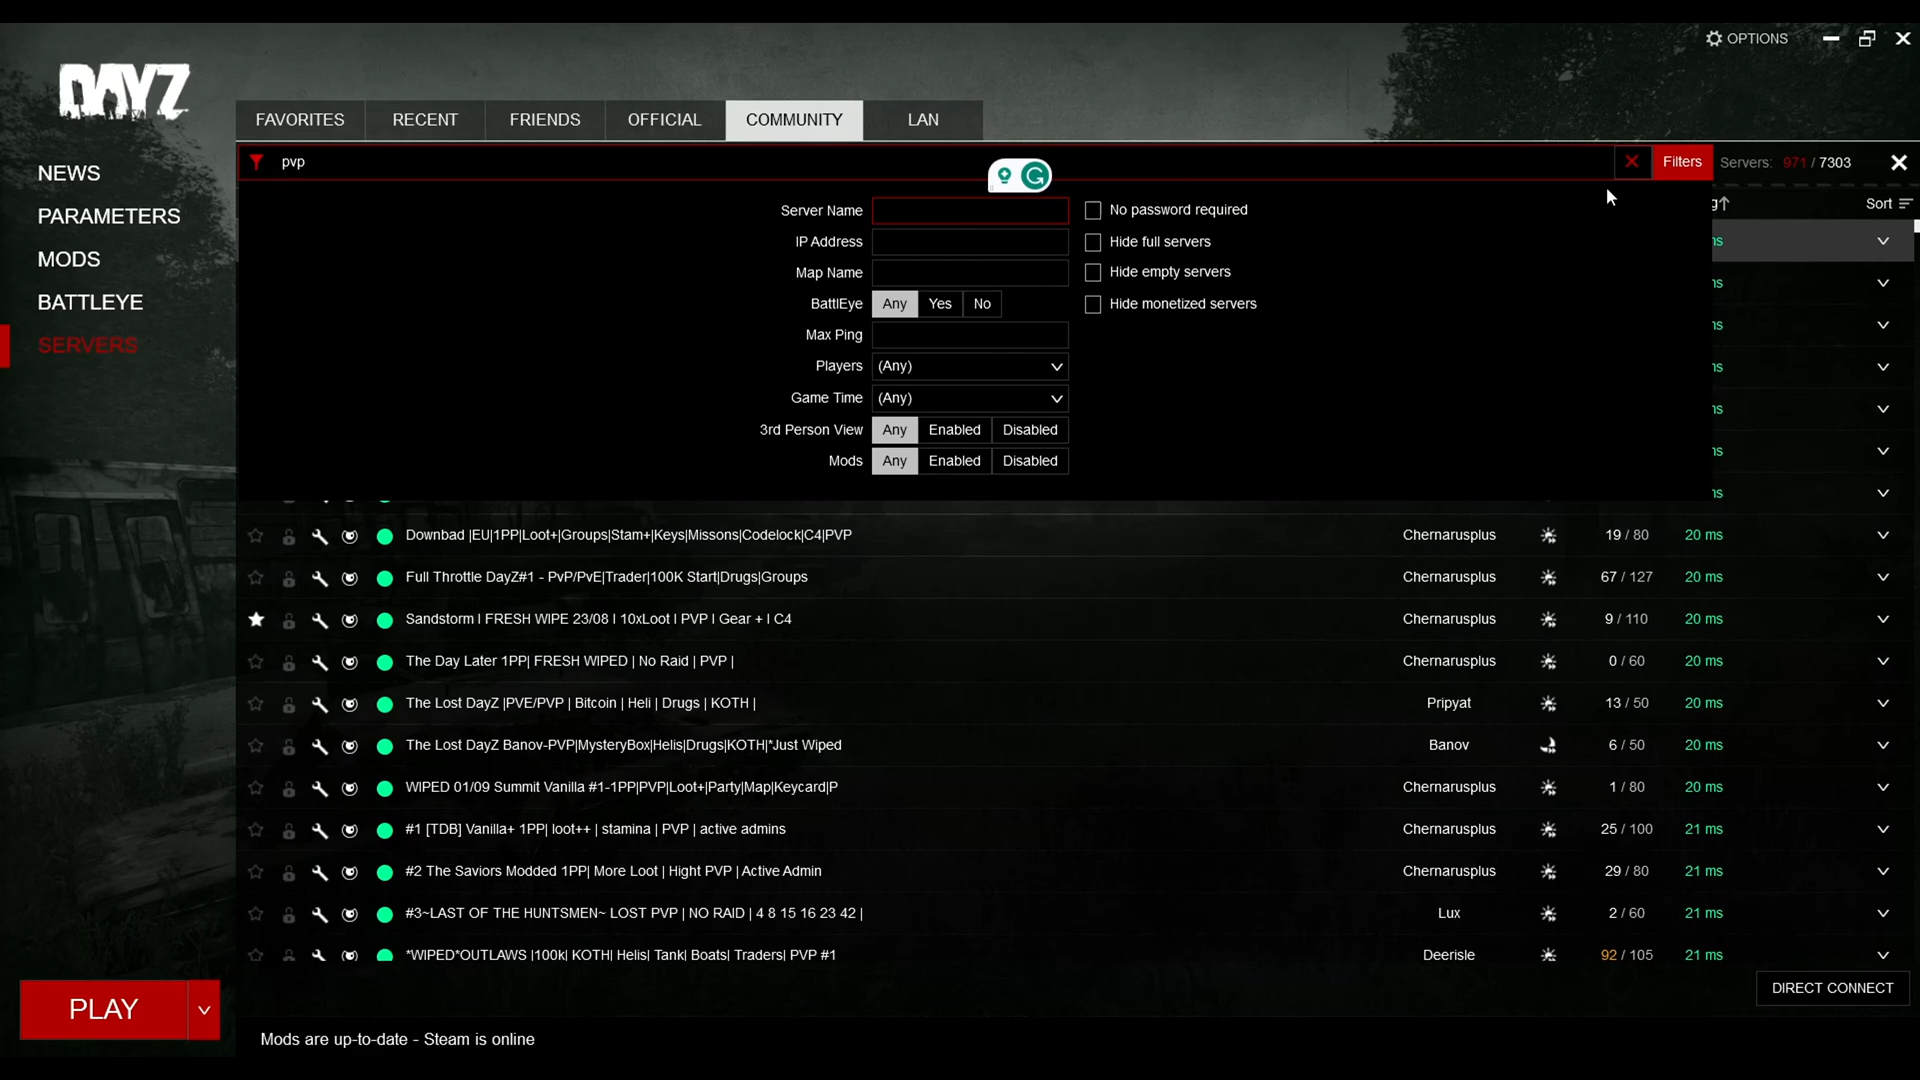 OPTIONS
DAYZ
FAVORITES RECENT FRIENDS OFFICIAL COMMUNITY LAN
pvp Filters Servers: 971 / 7303
NEWS
PARAMETERS
MODS
BATTLEYE
SERVERS
Sort
Server Name No password required
IP Address Hide full servers
Map Name Hide empty servers
BattlEye Any Yes No Hide monetized servers
Max Ping
Players (Any)
Game Time (Any)
3rd Person View Any Enabled Disabled
Mods Any Enabled Disabled
Downbad |EU|1PP|Loot+|Groups|Stam+|Keys|Missons|Codelock|C4|PVP Chernarusplus 19 / 80 20 ms
Full Throttle DayZ#1 - PvP/PvE|Trader|100K Start|Drugs|Groups Chernarusplus 67 / 127 20 ms
Sandstorm I FRESH WIPE 23/08 I 10xLoot I PVP I Gear + I C4 Chernarusplus 9 / 110 20 ms
The Day Later 1PP| FRESH WIPED | No Raid | PVP | Chernarusplus 0 / 60 20 ms
The Lost DayZ |PVE/PVP | Bitcoin | Heli | Drugs | KOTH | Pripyat 13 / 50 20 ms
The Lost DayZ Banov-PVP|MysteryBox|Helis|Drugs|KOTH|*Just Wiped Banov 6 / 50 20 ms
WIPED 01/09 Summit Vanilla #1-1PP|PVP|Loot+|Party|Map|Keycard|P Chernarusplus 1 / 80 20 ms
#1 [TDB] Vanilla+ 1PP| loot++ | stamina | PVP | active admins Chernarusplus 25 / 100 21 ms
#2 The Saviors Modded 1PP| More Loot | Hight PVP | Active Admin Chernarusplus 29 / 80 21 ms
#3~LAST OF THE HUNTSMEN~ LOST PVP | NO RAID | 4 8 15 16 23 42 | Lux 2 / 60 21 ms
*WIPED*OUTLAWS |100k| KOTH| Helis| Tank| Boats| Traders| PVP #1 Deerisle 92 / 105 21 ms
DIRECT CONNECT
PLAY
Mods are up-to-date - Steam is online